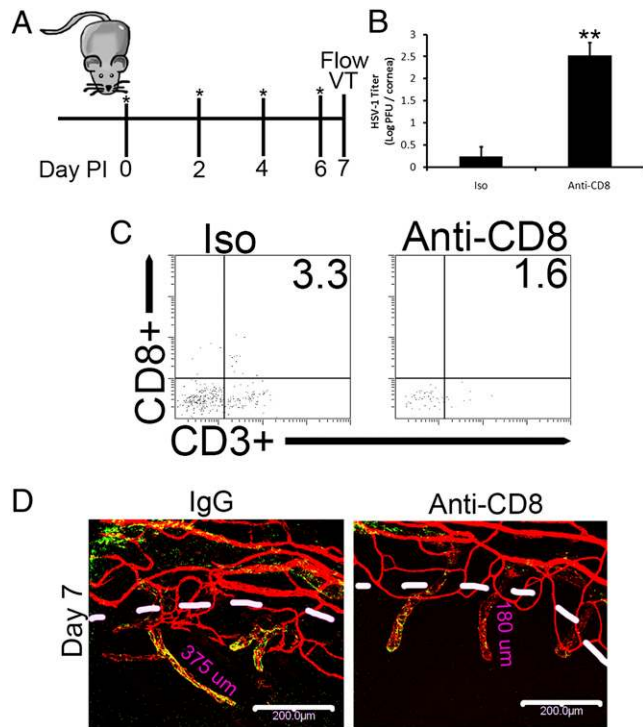 A
* * * *
Flow
VT
Day PI 0 2 4 6 7
B
HSV-1 Titer
(Log PFU / cornea)
3
2.5
2
1.5
1
0.5
0
**
Iso Anti-CD8
C
Iso Anti-CD8
3.3 1.6
CD8+
CD3+
D
IgG Anti-CD8
Day 7
375 um
180 um
200.0µm 200.0µm